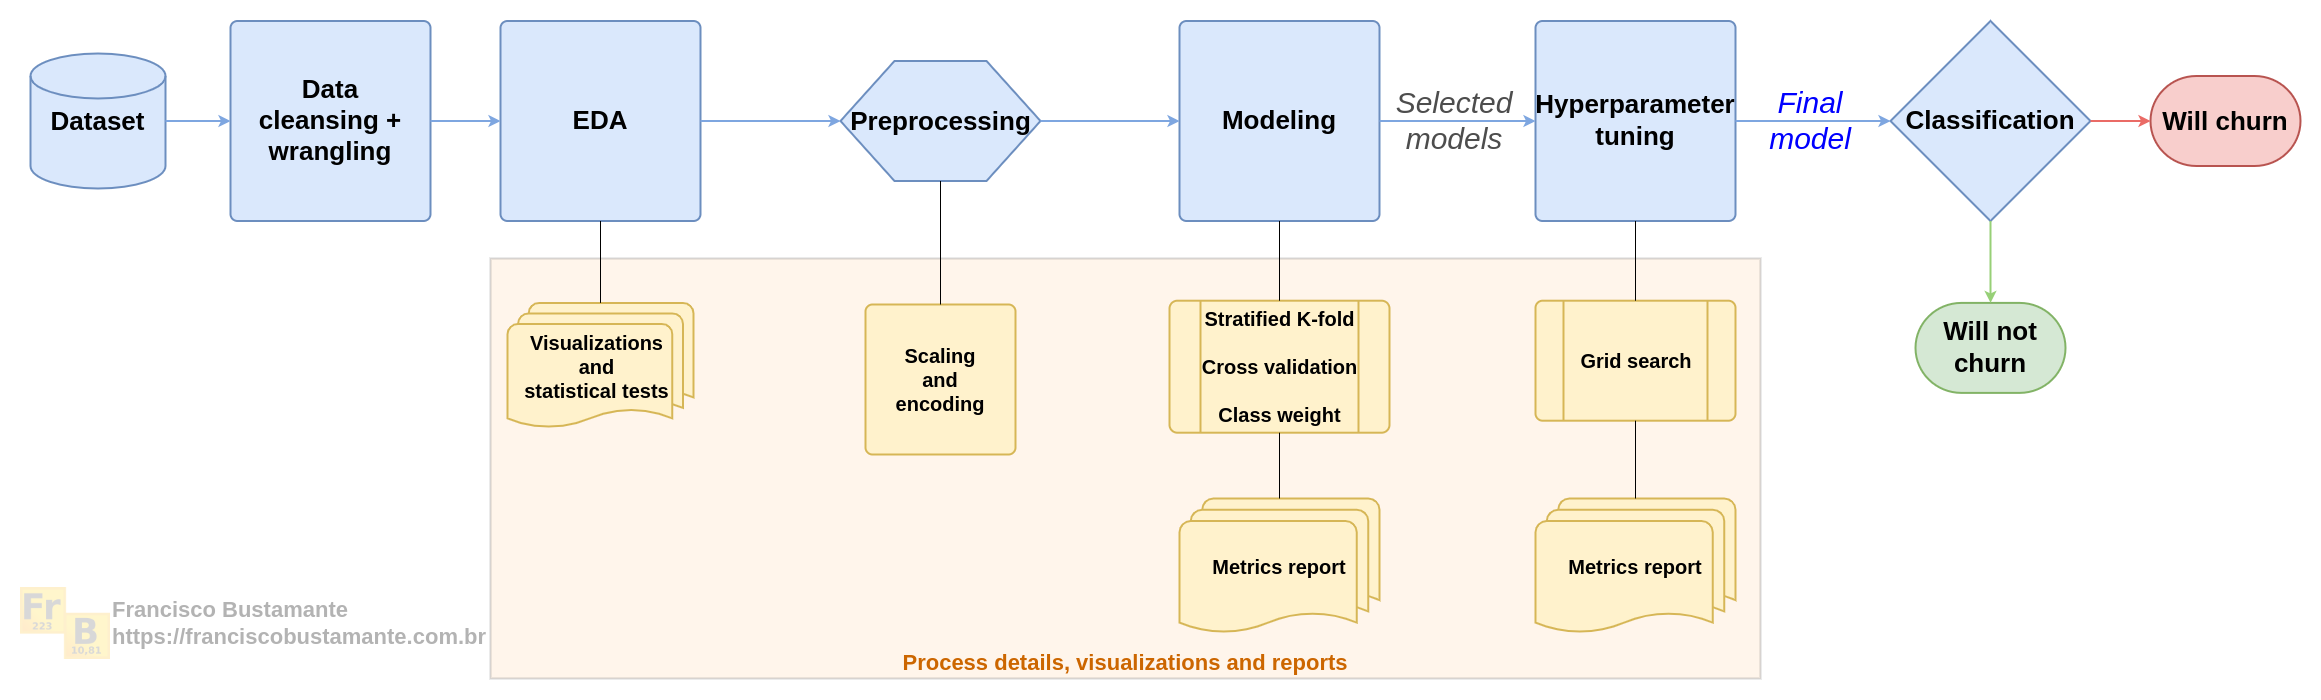 Dataset
Data
cleansing +
wrangling
EDA
Preprocessing
Modeling
Selected
models
Hyperparameter
tuning
Final
model
Classification
Will churn
Will not
churn
Visualizations
and
statistical tests
Scaling
and
encoding
Stratified K-fold
Cross validation
Class weight
Grid search
Metrics report
Metrics report
Process details, visualizations and reports
Fr
223
B
10,81
Francisco Bustamante
https://franciscobustamante.com.br